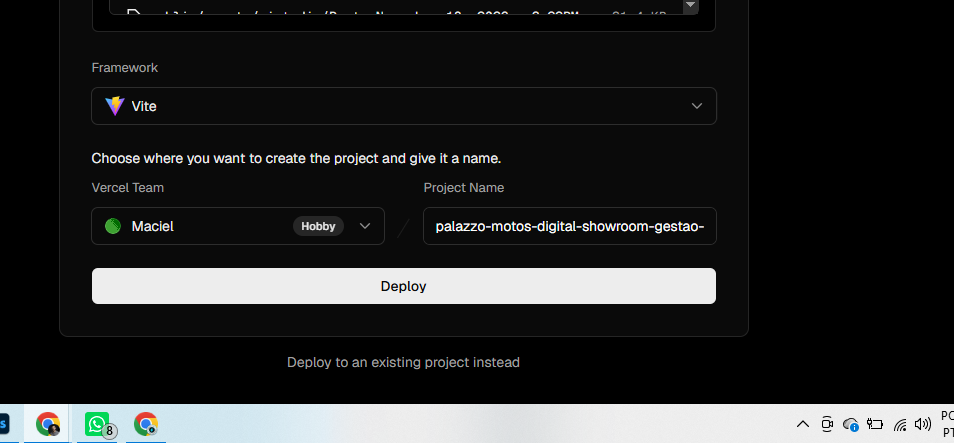 Framework
Vite
Choose where you want to create the project and give it a name.
Vercel Team
Project Name
Maciel
Hobby
/
palazzo-motos-digital-showroom-gestao-
Deploy
Deploy to an existing project instead
8